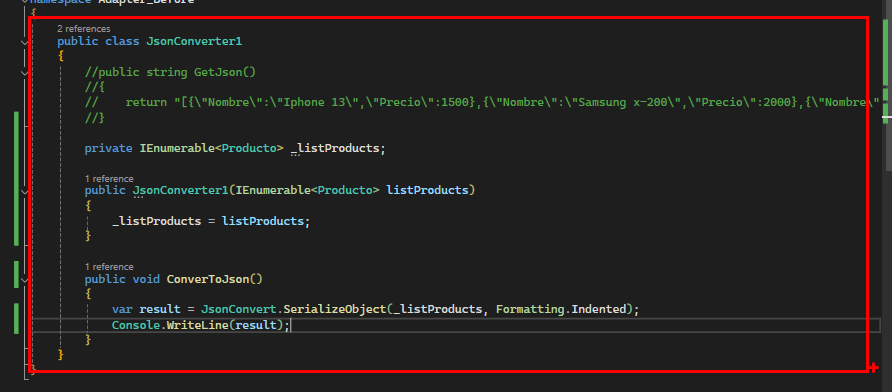 namespace Adapter_Before
{
2 references
public class JsonConverter1
{
//public string GetJson()
//{
//    return "[{\"Nombre\":\"Iphone 13\",\"Precio\":1500},{\"Nombre\":\"Samsung x-200\",\"Precio\":2000},{\"Nombre\"
//}
private IEnumerable<Producto> _listProducts;
1 reference
public JsonConverter1(IEnumerable<Producto> listProducts)
{
_listProducts = listProducts;
}
1 reference
public void ConverToJson()
{
var result = JsonConvert.SerializeObject(_listProducts, Formatting.Indented);
Console.WriteLine(result);
}
}
}